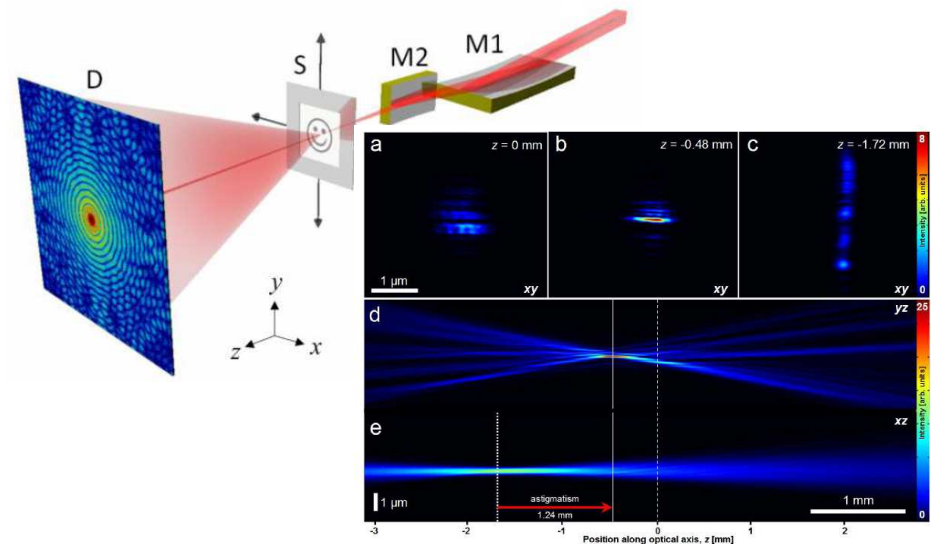 D
S
M2
M1
y
z
x
a
z = 0 mm
1 µm
xy
b
z = -0.48 mm
xy
c
z = -1.72 mm
xy
8
Intensity [arb. units]
0
d
yz
25
Intensity [arb. units]
0
e
xz
1 µm
astigmatism
1.24 mm
1 mm
-3
-2
-1
0
1
2
Position along optical axis, z [mm]